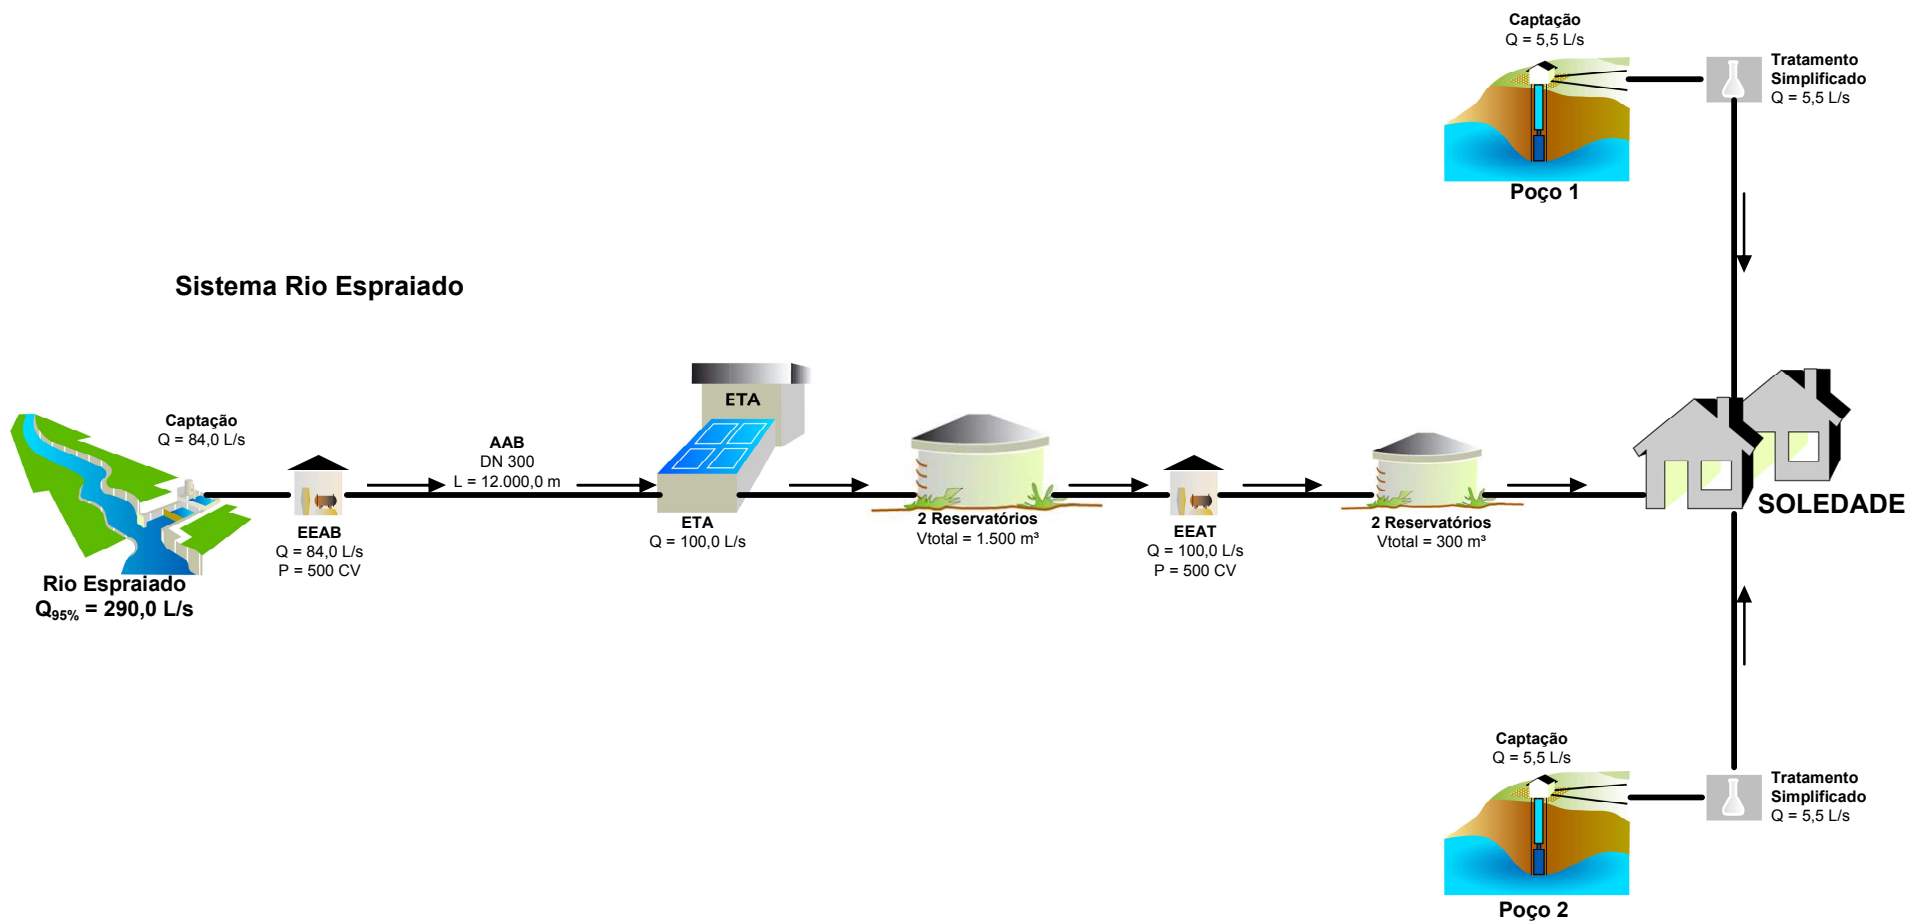 Captação
Q = 5,5 L/s
Tratamento
Simplificado
Q = 5,5 L/s
Poço 1
Sistema Rio Espraiado
ETA
Captação
Q = 84,0 L/s
AAB
DN 300
L = 12.000,0 m
EEAB
Q = 84,0 L/s
P = 500 CV
ETA
Q = 100,0 L/s
2 Reservatórios
Vtotal = 1.500 m³
EEAT
Q = 100,0 L/s
P = 500 CV
2 Reservatórios
Vtotal = 300 m³
SOLEDADE
Rio Espraiado
Q95% = 290,0 L/s
Captação
Q = 5,5 L/s
Tratamento
Simplificado
Q = 5,5 L/s
Poço 2